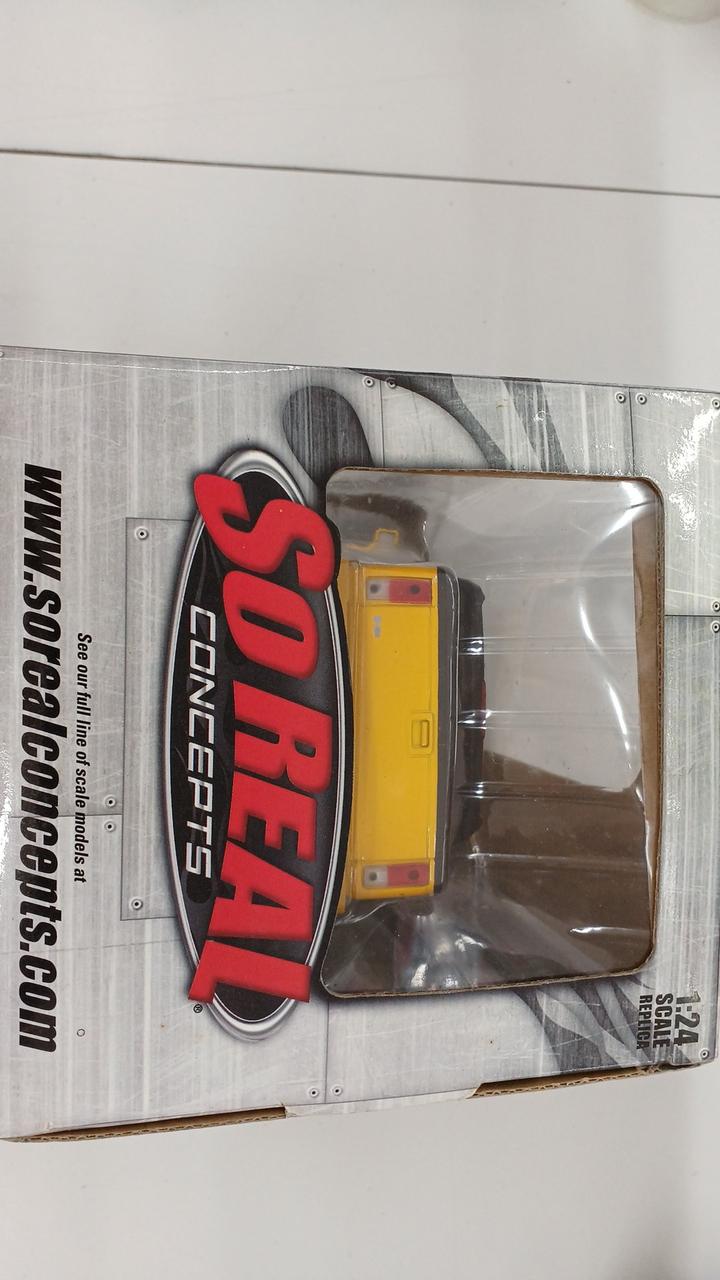 1:24
SCALE
REPLICA
SO REAL®
CONCEPTS
See our full line of scale models at
www.sorealconcepts.com